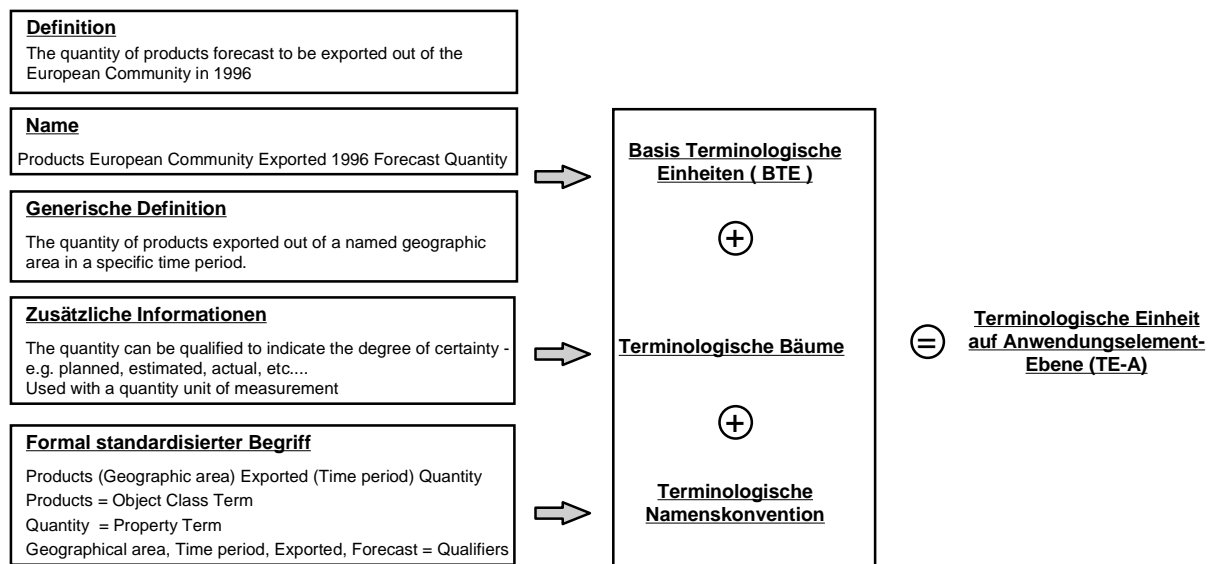 Definition
The quantity of products forecast to be exported out of the
European Community in 1996
Name
Products European Community Exported 1996 Forecast Quantity
Generische Definition
The quantity of products exported out of a named geographic
area in a specific time period.
Zusätzliche Informationen
The quantity can be qualified to indicate the degree of certainty -
e.g. planned, estimated, actual, etc....
Used with a quantity unit of measurement
Formal standardisierter Begriff
Products (Geographic area) Exported (Time period) Quantity
Products = Object Class Term
Quantity = Property Term
Geographical area, Time period, Exported, Forecast = Qualifiers
Basis Terminologische
Einheiten ( BTE )
+
Terminologische Bäume
+
Terminologische
Namenskonvention
=
Terminologische Einheit
auf Anwendungselement-
Ebene (TE-A)